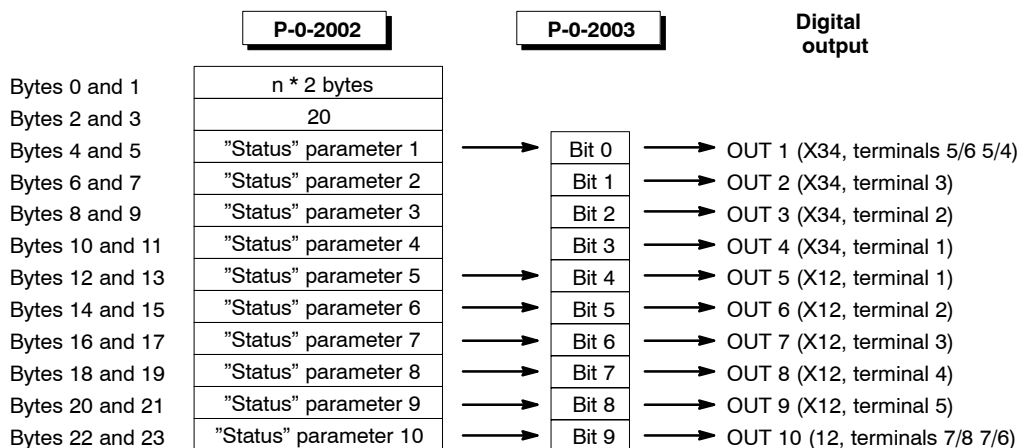 P-0-2002 P-0-2003 Digital output
Bytes 0 and 1 n * 2 bytes
Bytes 2 and 3 20
Bytes 4 and 5 ”Status” parameter 1 Bit 0 OUT 1 (X34, terminals 5/6 5/4)
Bytes 6 and 7 ”Status” parameter 2 Bit 1 OUT 2 (X34, terminal 3)
Bytes 8 and 9 ”Status” parameter 3 Bit 2 OUT 3 (X34, terminal 2)
Bytes 10 and 11 ”Status” parameter 4 Bit 3 OUT 4 (X34, terminal 1)
Bytes 12 and 13 ”Status” parameter 5 Bit 4 OUT 5 (X12, terminal 1)
Bytes 14 and 15 ”Status” parameter 6 Bit 5 OUT 6 (X12, terminal 2)
Bytes 16 and 17 ”Status” parameter 7 Bit 6 OUT 7 (X12, terminal 3)
Bytes 18 and 19 ”Status” parameter 8 Bit 7 OUT 8 (X12, terminal 4)
Bytes 20 and 21 ”Status” parameter 9 Bit 8 OUT 9 (X12, terminal 5)
Bytes 22 and 23 ”Status” parameter 10 Bit 9 OUT 10 (12, terminals 7/8 7/6)